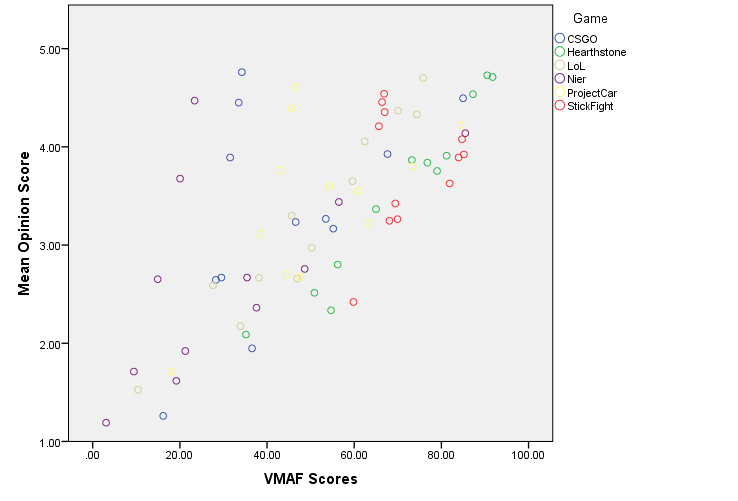 Game
CSGO
Hearthstone
LoL
Nier
ProjectCar
StickFight
5.00
4.00
3.00
2.00
1.00
Mean Opinion Score
.00 20.00 40.00 60.00 80.00 100.00
VMAF Scores